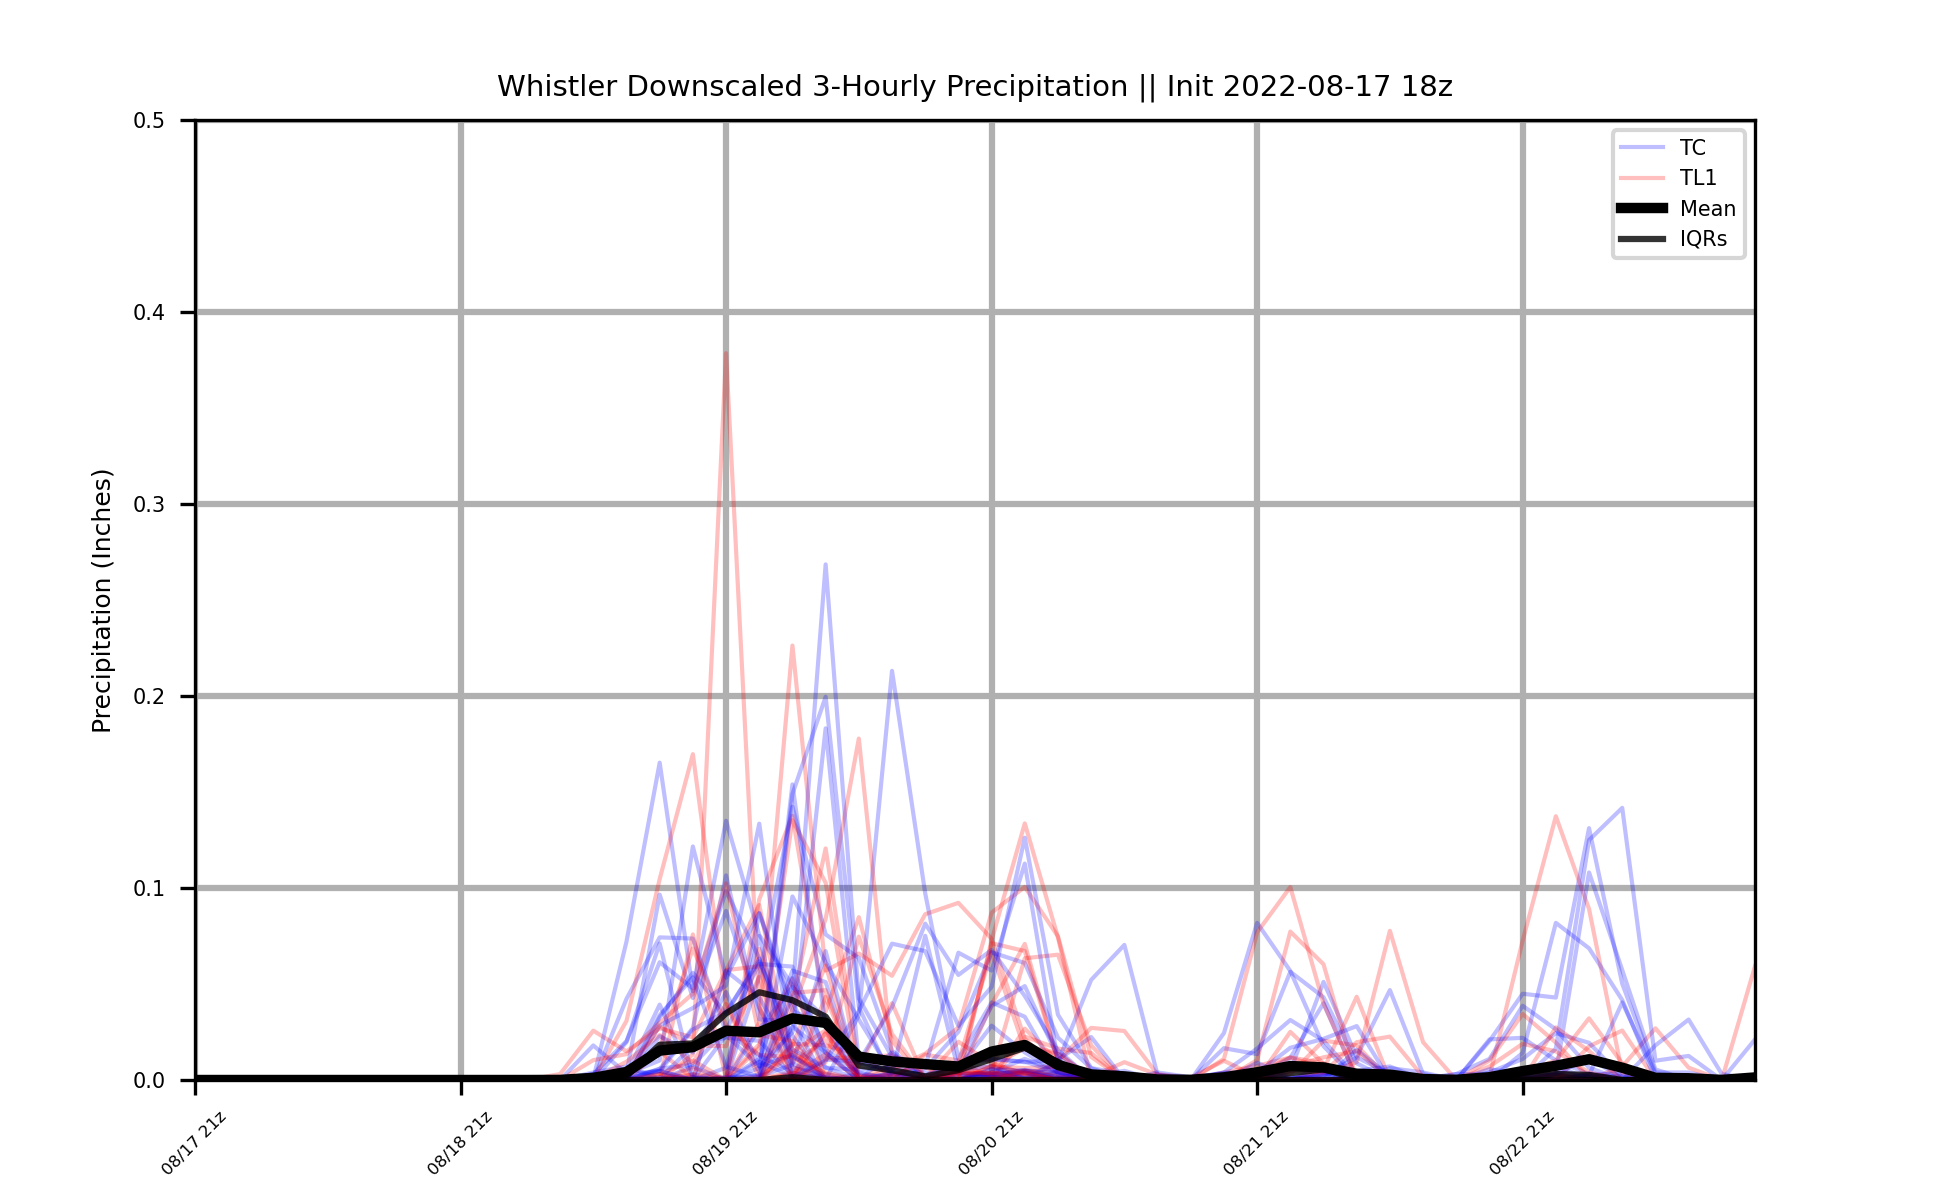 Whistler Downscaled 3-Hourly Precipitation || Init 2022-08-17 18z
Precipitation (Inches)
0.5
0.4
0.3
0.2
0.1
0.0
TC
TL1
Mean
IQRs
08/17 21z
08/18 21z
08/19 21z
08/20 21z
08/21 21z
08/22 21z